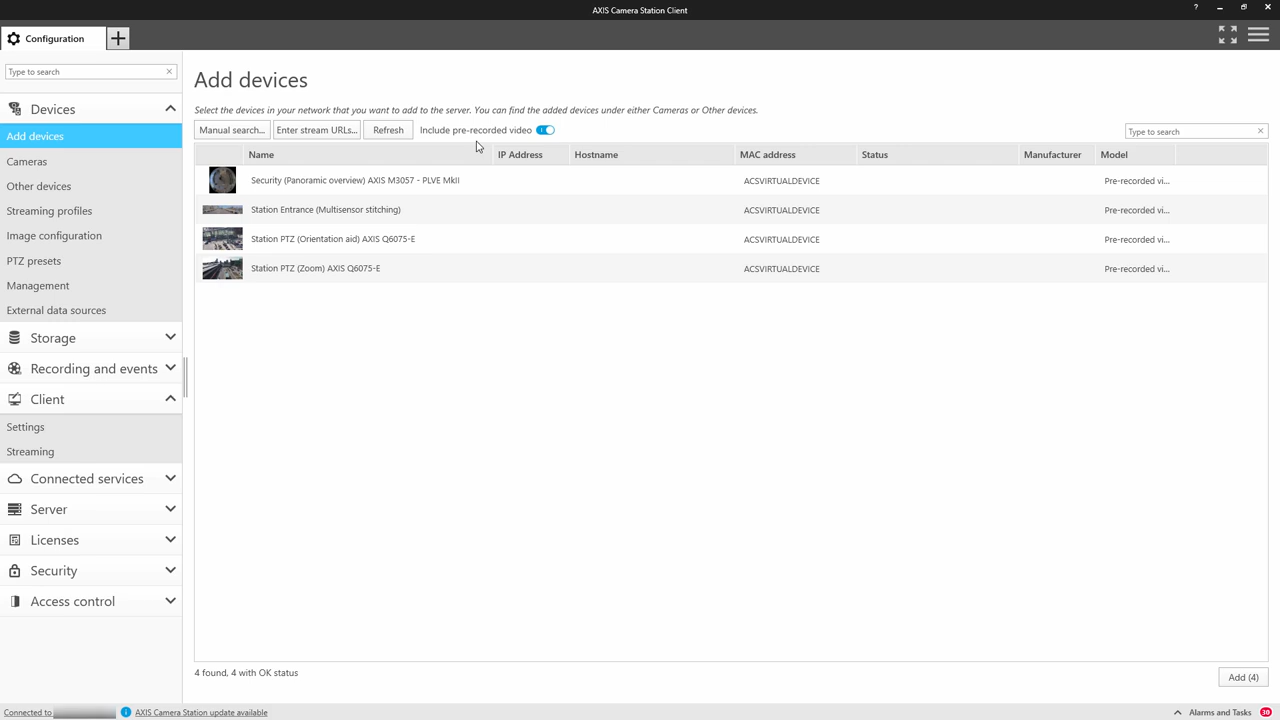 AXIS Camera Station Client
?
Configuration
Type to search
Devices
Add devices
Cameras
Other devices
Streaming profiles
Image configuration
PTZ presets
Management
External data sources
Storage
Recording and events
Client
Settings
Streaming
Connected services
Server
Licenses
Security
Access control
Add devices
Select the devices in your network that you want to add to the server. You can find the added devices under either Cameras or Other devices.
Manual search... Enter stream URLs... Refresh Include pre-recorded video Type to search
Name IP Address Hostname MAC address Status Manufacturer Model
Security (Panoramic overview) AXIS M3057 - PLVE MkII ACSVIRTUALDEVICE Pre-recorded vi...
Station Entrance (Multisensor stitching) ACSVIRTUALDEVICE Pre-recorded vi...
Station PTZ (Orientation aid) AXIS Q6075-E ACSVIRTUALDEVICE Pre-recorded vi...
Station PTZ (Zoom) AXIS Q6075-E ACSVIRTUALDEVICE Pre-recorded vi...
4 found, 4 with OK status
Add (4)
Connected to AXIS Camera Station update available Alarms and Tasks 30